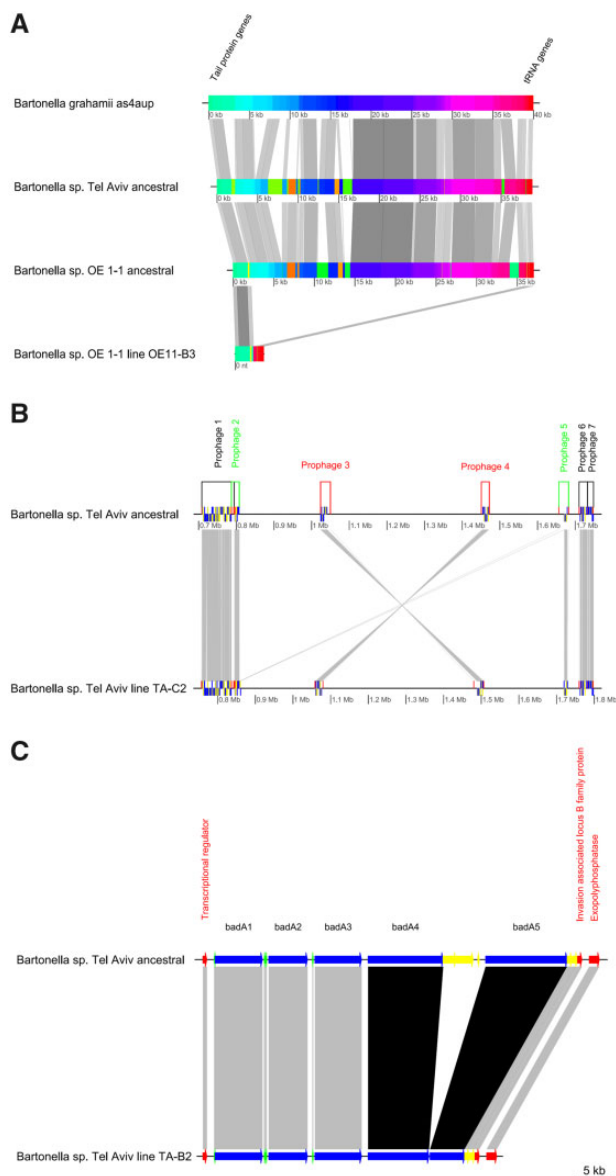 A
Tail protein genes
tRNA genes
Bartonella grahamii as4aup
0 kb 5 kb 10 kb 15 kb 20 kb 25 kb 30 kb 35 kb 40 kb
Bartonella sp. Tel Aviv ancestral
0 kb 5 kb 10 kb 15 kb 20 kb 25 kb 30 kb 35 kb
Bartonella sp. OE 1-1 ancestral
0 kb 5 kb 10 kb 15 kb 20 kb 25 kb 30 kb 35 kb
Bartonella sp. OE 1-1 line OE11-B3
0 nt
B
Prophage 1
Prophage 2
Prophage 3
Prophage 4
Prophage 5
Prophage 6
Prophage 7
Bartonella sp. Tel Aviv ancestral
0.7 Mb 0.8 Mb 0.9 Mb 1 Mb 1.1 Mb 1.2 Mb 1.3 Mb 1.4 Mb 1.5 Mb 1.6 Mb 1.7 Mb
Bartonella sp. Tel Aviv line TA-C2
0.8 Mb 0.9 Mb 1 Mb 1.1 Mb 1.2 Mb 1.3 Mb 1.4 Mb 1.5 Mb 1.6 Mb 1.7 Mb 1.8 Mb
C
Transcriptional regulator
Invasion associated locus B family protein
Exopolyphosphatase
badA1 badA2 badA3 badA4 badA5
Bartonella sp. Tel Aviv ancestral
Bartonella sp. Tel Aviv line TA-B2
5 kb